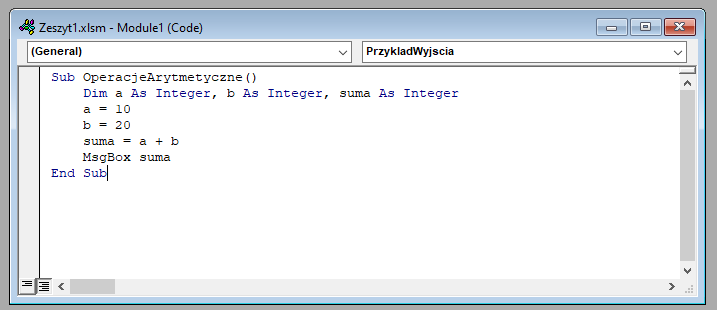 Zeszyt1.xlsm - Module1 (Code)
(General) PrzykladWyjscia
Sub OperacjeArytmetyczne()
    Dim a As Integer, b As Integer, suma As Integer
    a = 10
    b = 20
    suma = a + b
    MsgBox suma
End Sub